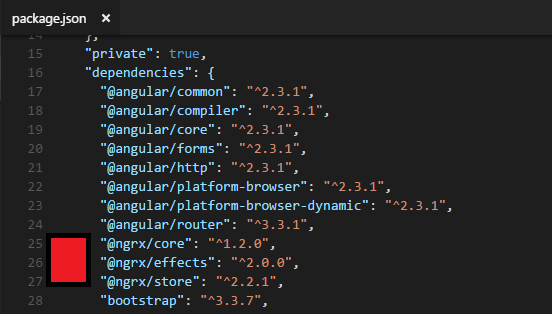 package.json ×
14 },
15 "private": true,
16 "dependencies": {
17 "@angular/common": "^2.3.1",
18 "@angular/compiler": "^2.3.1",
19 "@angular/core": "^2.3.1",
20 "@angular/forms": "^2.3.1",
21 "@angular/http": "^2.3.1",
22 "@angular/platform-browser": "^2.3.1",
23 "@angular/platform-browser-dynamic": "^2.3.1",
24 "@angular/router": "^3.3.1",
25 "@ngrx/core": "^1.2.0",
26 "@ngrx/effects": "^2.0.0",
27 "@ngrx/store": "^2.2.1",
28 "bootstrap": "^3.3.7",